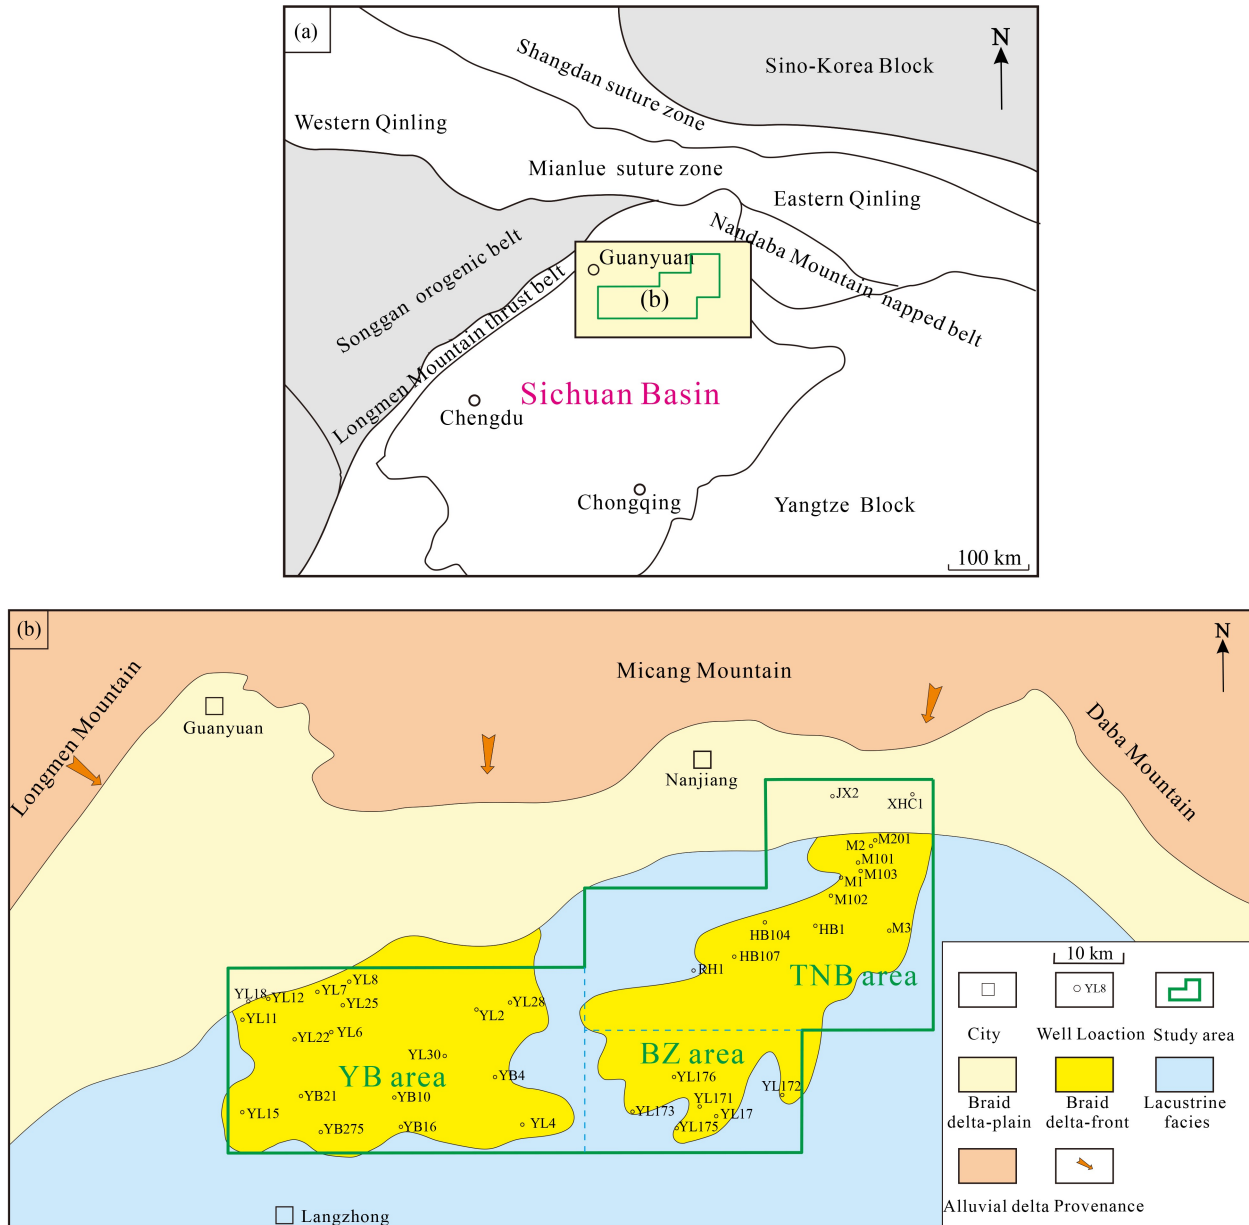 (a)
N
Sino-Korea Block
Shangdan suture zone
Western Qinling
Mianlue suture zone
Eastern Qinling
Songgan orogenic belt
Longmen Mountain thrust belt
Guanyuan
(b)
Nandaba Mountain napped belt
Sichuan Basin
Chengdu
Chongqing
Yangtze Block
100 km
(b)
N
Micang Mountain
Longmen Mountain
Daba Mountain
Guanyuan
Nanjiang
JX2
XHC1
M201
M2
M101
M103
M1
M102
HB104
HB1
M3
HB107
RH1
TNB area
YL8
YL7
YL18
YL12
YL25
YL28
YL2
YL11
YL22
YL6
YL30
YB area
YB4
YB21
YB10
YL15
YB275
YB16
YL4
BZ area
YL176
YL172
YL171
YL173
YL17
YL175
Langzhong
10 km
YL8
City
Well Loaction
Study area
Braid
delta-plain
Braid
delta-front
Lacustrine
facies
Alluvial delta
Provenance